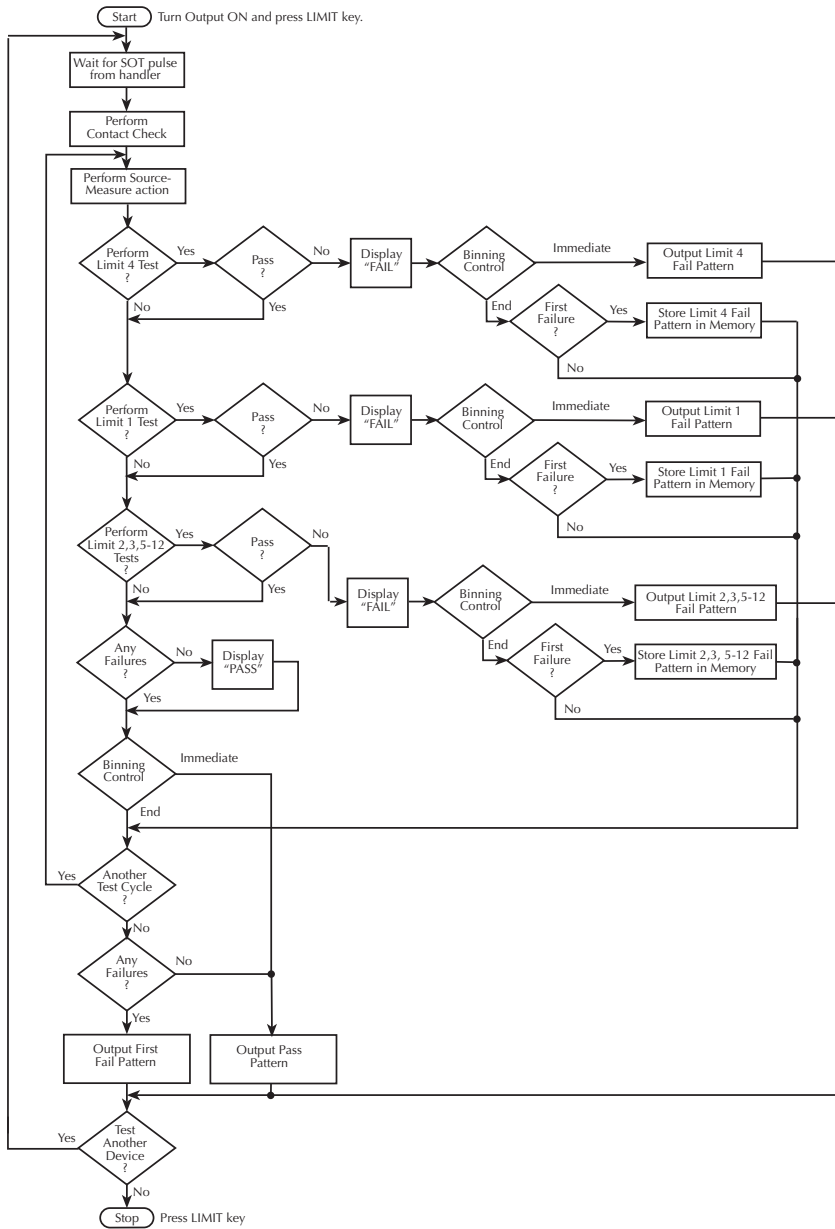 Start
Turn Output ON and press LIMIT key.
Wait for SOT pulse
from handler
Perform
Contact Check
Perform Source-
Measure action
Perform
Limit 4 Test
?
Yes
No
Pass
?
No
Yes
Display
“FAIL”
Binning
Control
Immediate
End
Output Limit 4
Fail Pattern
First
Failure
?
Yes
No
Store Limit 4 Fail
Pattern in Memory
Perform
Limit 1 Test
?
Yes
No
Pass
?
No
Yes
Display
“FAIL”
Binning
Control
Immediate
End
Output Limit 1
Fail Pattern
First
Failure
?
Yes
No
Store Limit 1 Fail
Pattern in Memory
Perform
Limit 2,3,5-12
Tests
?
Yes
No
Pass
?
No
Yes
Display
“FAIL”
Binning
Control
Immediate
End
Output Limit 2,3,5-12
Fail Pattern
First
Failure
?
Yes
No
Store Limit 2,3, 5-12 Fail
Pattern in Memory
Any
Failures
?
No
Yes
Display
“PASS”
Binning
Control
Immediate
End
Another
Test Cycle
?
Yes
No
Any
Failures
?
No
Yes
Output First
Fail Pattern
Output Pass
Pattern
Test
Another
Device
?
Yes
No
Stop
Press LIMIT key